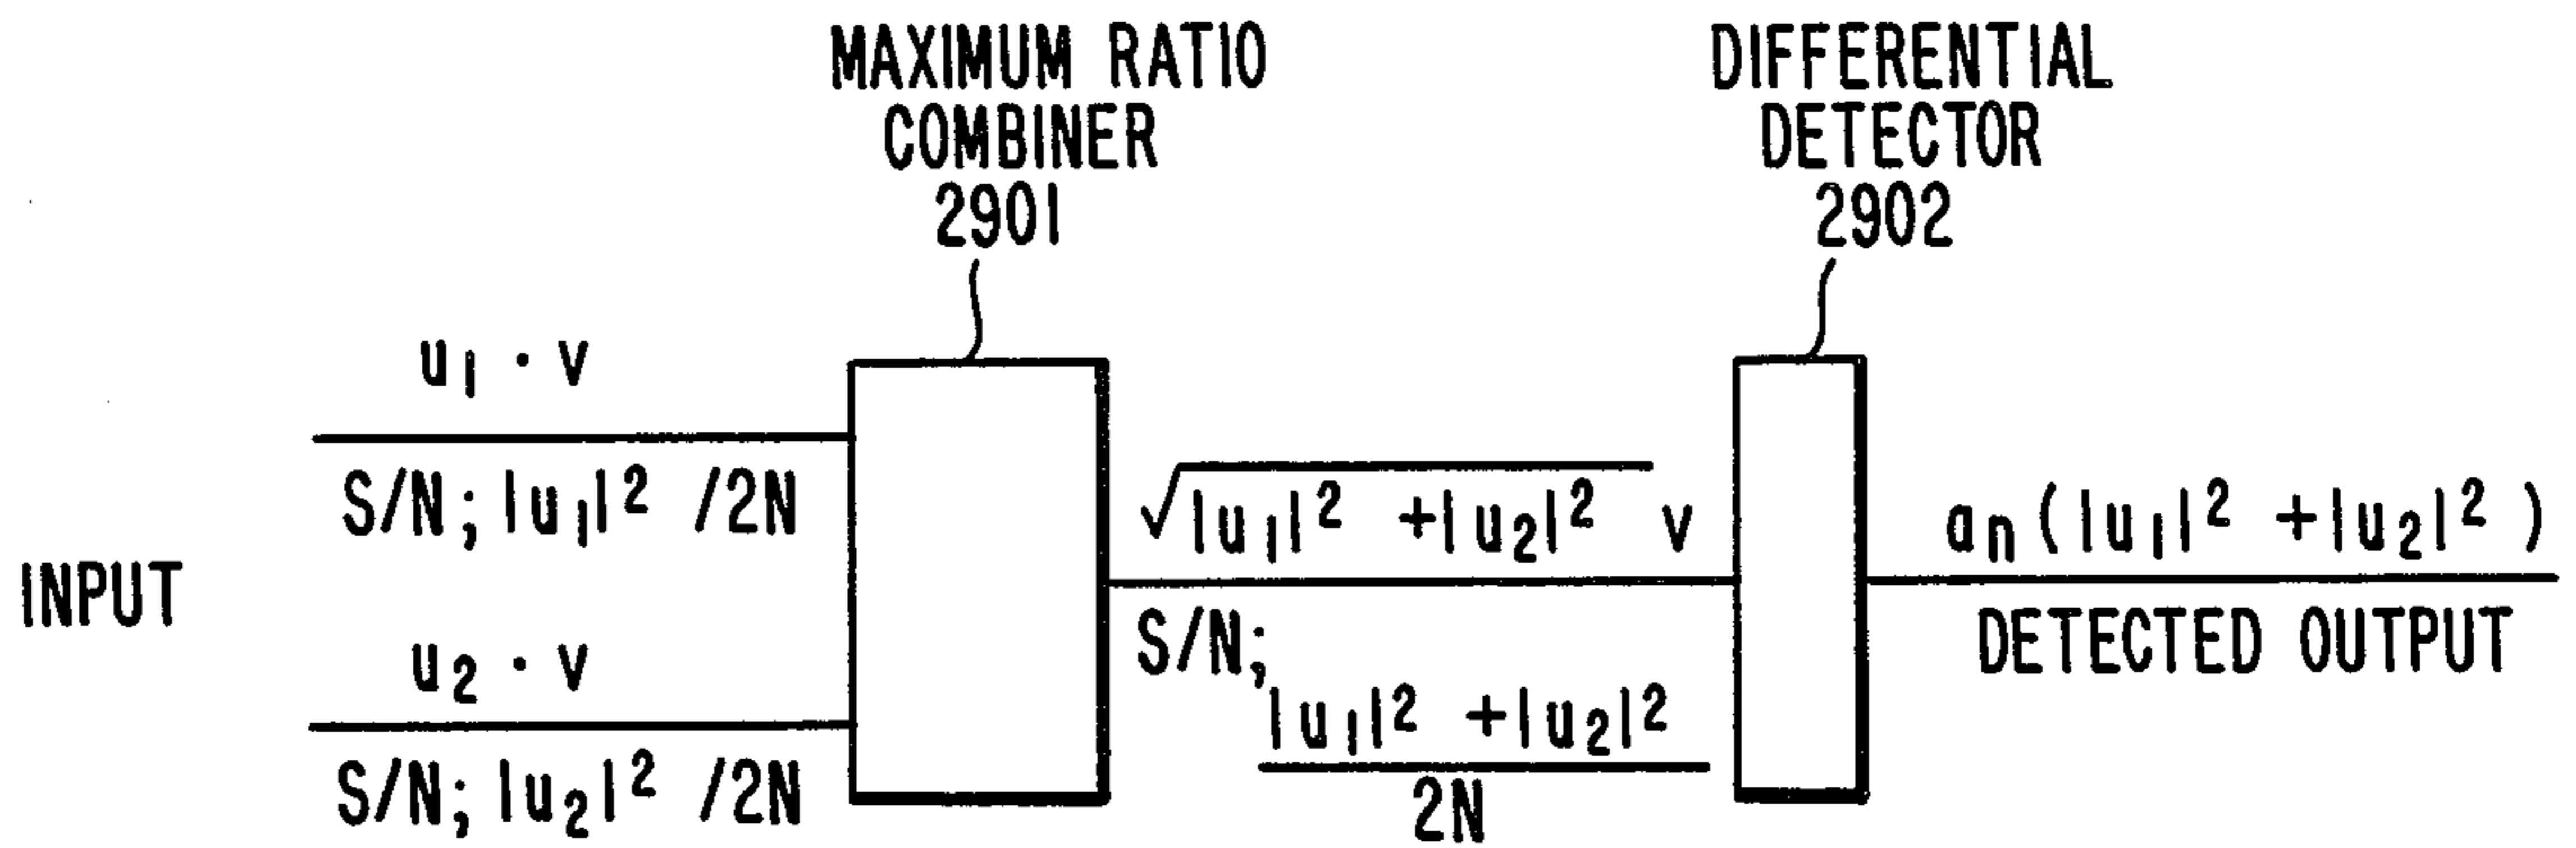 MAXIMUM RATIO
COMBINER
2901
DIFFERENTIAL
DETECTOR
2902
INPUT
u₁ · v
S/N; |u₁|² /2N
u₂ · v
S/N; |u₂|² /2N
√(|u₁|² +|u₂|²) v
S/N;
|u₁|² +|u₂|²
2N
aₙ(|u₁|² +|u₂|²)
DETECTED OUTPUT